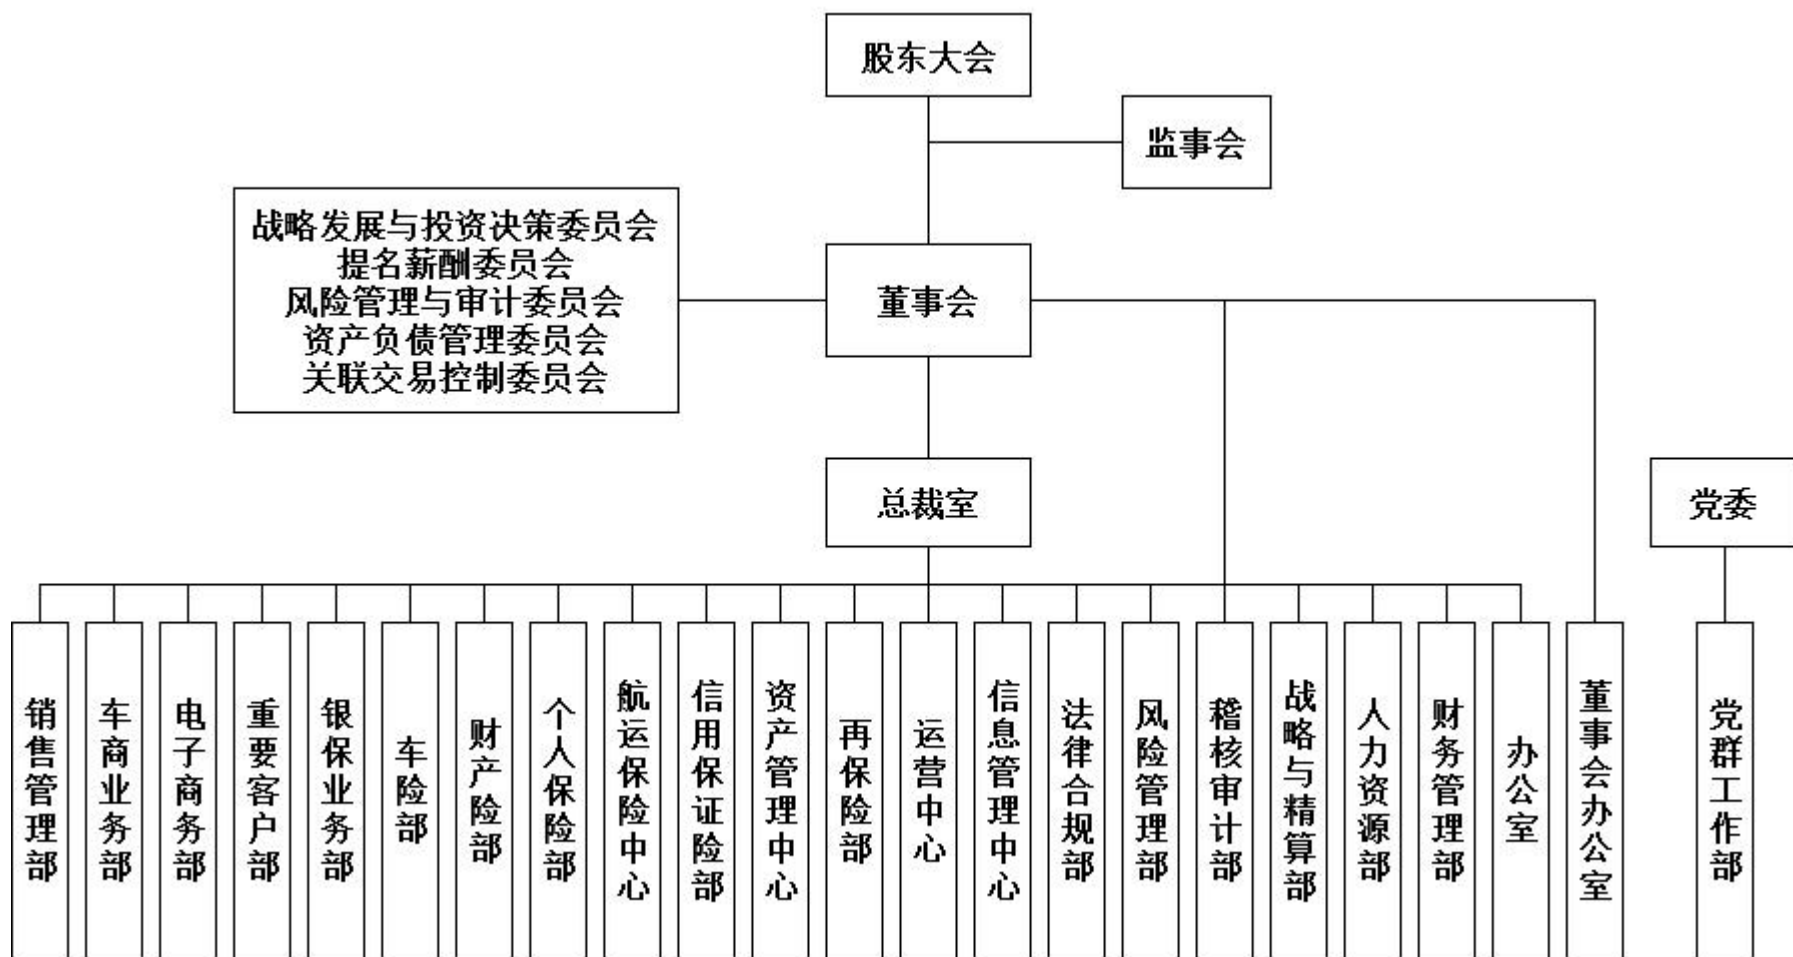 股东大会
监事会
战略发展与投资决策委员会
提名薪酬委员会
风险管理与审计委员会
资产负债管理委员会
关联交易控制委员会
董事会
总裁室
党委
销售管理部
车商业务部
电子商务部
重要客户部
银保业务部
车险部
财产险部
个人保险部
航运保险中心
信用保证险部
资产管理中心
再保险部
运营中心
信息管理中心
法律合规部
风险管理部
稽核审计部
战略与精算部
人力资源部
财务管理部
办公室
董事会办公室
党群工作部